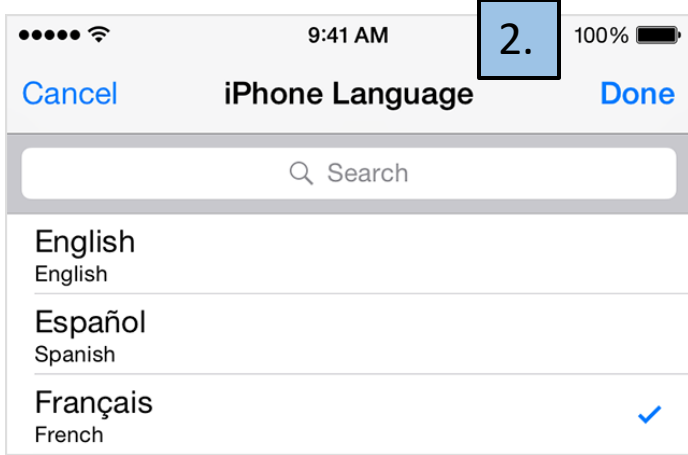 9:41 AM 2. 100%
Cancel iPhone Language Done
Search
English
English
Español
Spanish
Français
French